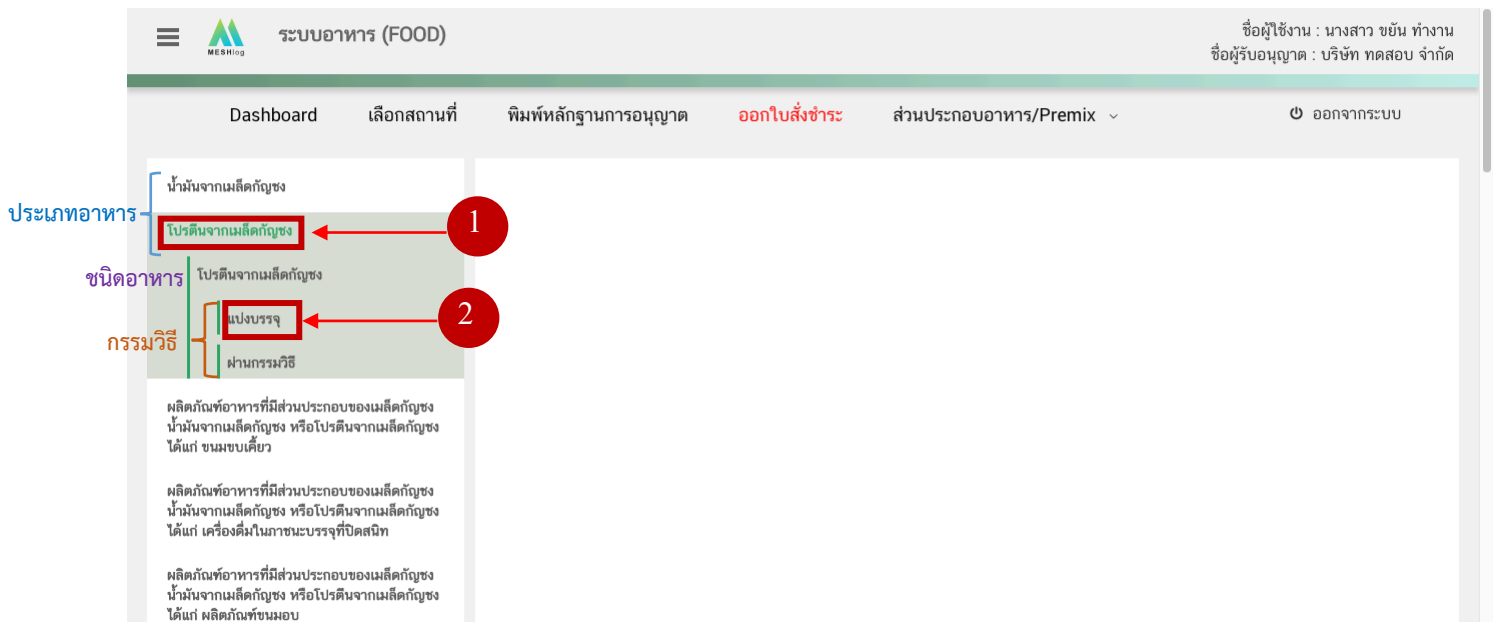 MESHlog
ระบบอาหาร (FOOD)
ชื่อผู้ใช้งาน : นางสาว ขยัน ทำงาน
ชื่อผู้รับอนุญาต : บริษัท ทดสอบ จำกัด
Dashboard เลือกสถานที่ พิมพ์หลักฐานการอนุญาต ออกใบสั่งชำระ ส่วนประกอบอาหาร/Premix ออกจากระบบ
น้ำมันจากเมล็ดกัญชง
ประเภทอาหาร
โปรตีนจากเมล็ดกัญชง
1
ชนิดอาหาร
โปรตีนจากเมล็ดกัญชง
แบ่งบรรจุ
2
กรรมวิธี
ผ่านกรรมวิธี
ผลิตภัณฑ์อาหารที่มีส่วนประกอบของเมล็ดกัญชง
น้ำมันจากเมล็ดกัญชง หรือโปรตีนจากเมล็ดกัญชง
ได้แก่ ขนมขบเคี้ยว
ผลิตภัณฑ์อาหารที่มีส่วนประกอบของเมล็ดกัญชง
น้ำมันจากเมล็ดกัญชง หรือโปรตีนจากเมล็ดกัญชง
ได้แก่ เครื่องดื่มในภาชนะบรรจุที่ปิดสนิท
ผลิตภัณฑ์อาหารที่มีส่วนประกอบของเมล็ดกัญชง
น้ำมันจากเมล็ดกัญชง หรือโปรตีนจากเมล็ดกัญชง
ได้แก่ ผลิตภัณฑ์ขนมอบ